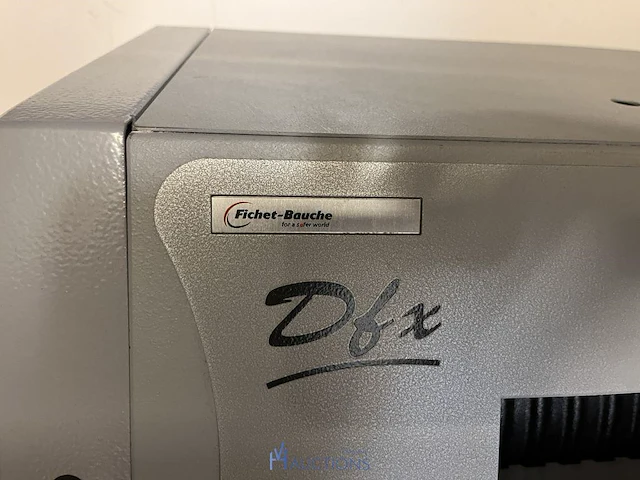 Fichet-Bauche
for a safer world
Dfx